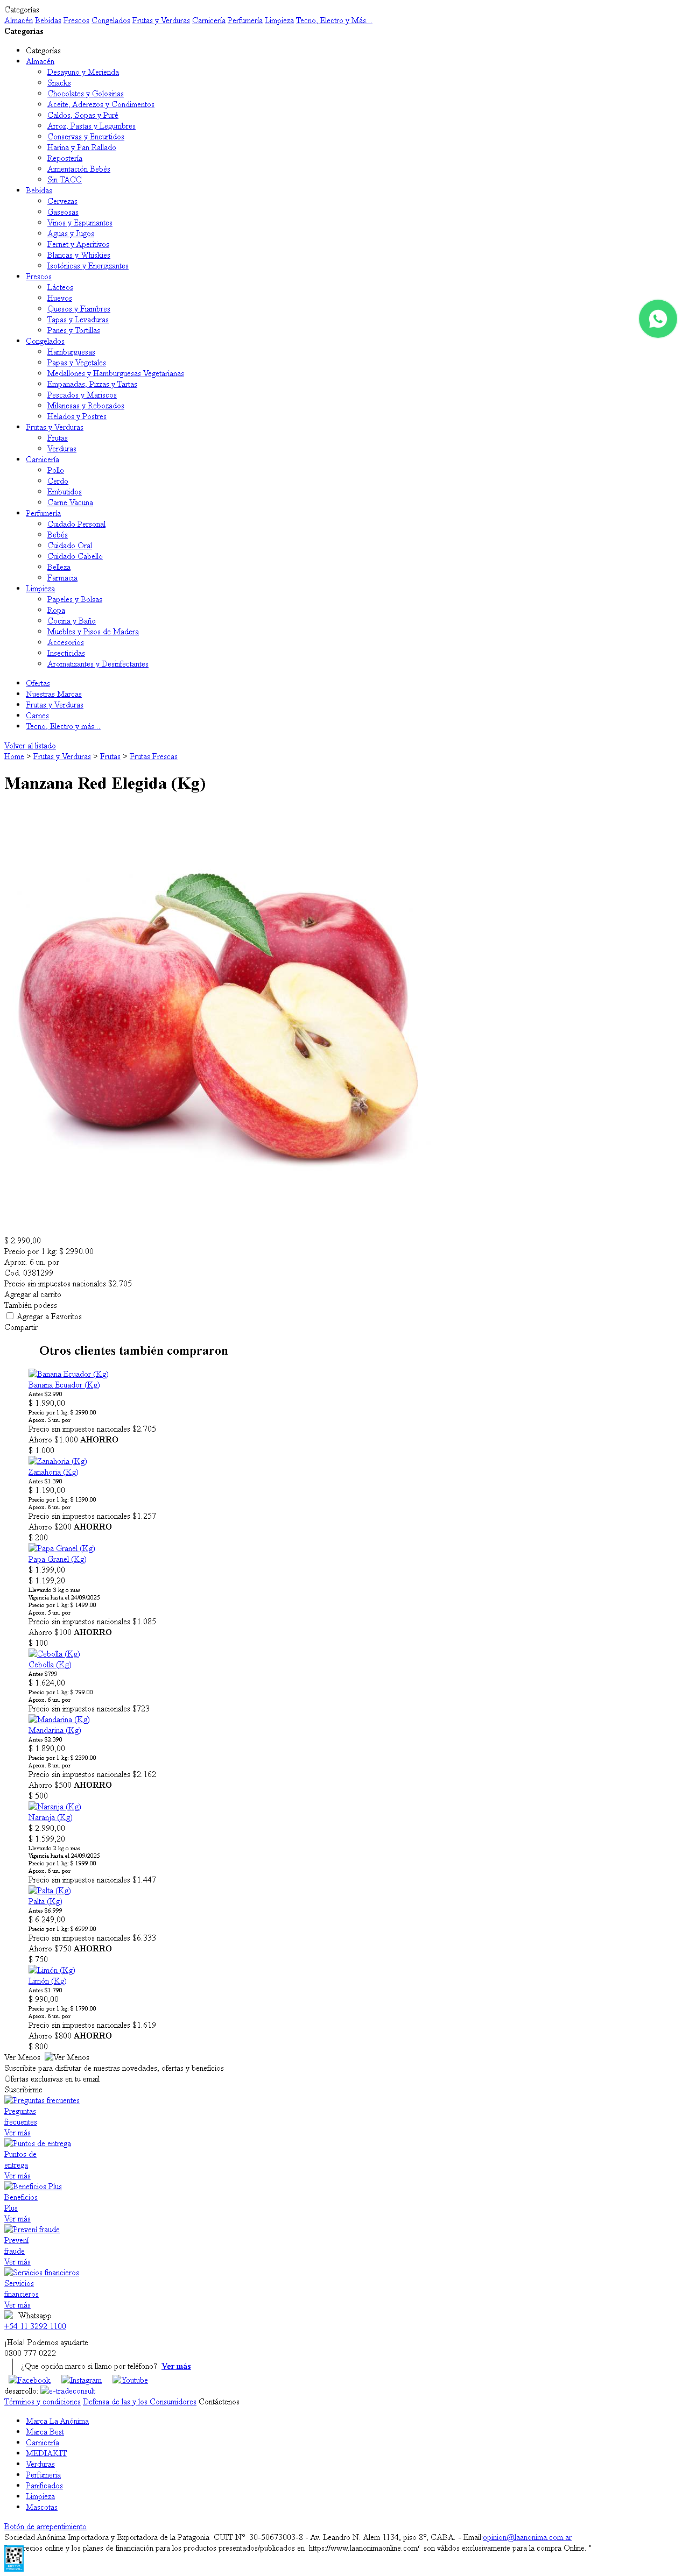 Categorías
Almacén Bebidas Frescos Congelados Frutas y Verduras Carnicería Perfumería Limpieza Tecno, Electro y Más...
Categorías
Categorías
Almacén
Desayuno y Merienda
Snacks
Chocolates y Golosinas
Aceite, Aderezos y Condimentos
Caldos, Sopas y Puré
Arroz, Pastas y Legumbres
Conservas y Encurtidos
Harina y Pan Rallado
Repostería
Aimentación Bebés
Sin TACC
Bebidas
Cervezas
Gaseosas
Vinos y Espumantes
Aguas y Jugos
Fernet y Aperitivos
Blancas y Whiskies
Isotónicas y Energizantes
Frescos
Lácteos
Huevos
Quesos y Fiambres
Tapas y Levaduras
Panes y Tortillas
Congelados
Hamburguesas
Papas y Vegetales
Medallones y Hamburguesas Vegetarianas
Empanadas, Pizzas y Tartas
Pescados y Mariscos
Milanesas y Rebozados
Helados y Postres
Frutas y Verduras
Frutas
Verduras
Carnicería
Pollo
Cerdo
Embutidos
Carne Vacuna
Perfumería
Cuidado Personal
Bebés
Cuidado Oral
Cuidado Cabello
Belleza
Farmacia
Limpieza
Papeles y Bolsas
Ropa
Cocina y Baño
Muebles y Pisos de Madera
Accesorios
Insecticidas
Aromatizantes y Desinfectantes
Ofertas
Nuestras Marcas
Frutas y Verduras
Carnes
Tecno, Electro y más...
Volver al listado
Home > Frutas y Verduras > Frutas > Frutas Frescas
Manzana Red Elegida (Kg)
$ 2.990,00
Precio por 1 kg: $ 2990.00
Aprox. 6 un. por
Cod. 0381299
Precio sin impuestos nacionales $2.705
Agregar al carrito
También podess
Agregar a Favoritos
Compartir
Otros clientes también compraron
Banana Ecuador (Kg)
Banana Ecuador (Kg)
Antes $2.990
$ 1.990,00
Precio por 1 kg: $ 2990.00
Aprox. 5 un. por
Precio sin impuestos nacionales $2.705
Ahorro $1.000 AHORRO
$ 1.000
Zanahoria (Kg)
Zanahoria (Kg)
Antes $1.390
$ 1.190,00
Precio por 1 kg: $ 1390.00
Aprox. 6 un. por
Precio sin impuestos nacionales $1.257
Ahorro $200 AHORRO
$ 200
Papa Granel (Kg)
Papa Granel (Kg)
$ 1.399,00
$ 1.199,20
Llevando 3 kg o mas
Vigencia hasta el 24/09/2025
Precio por 1 kg: $ 1499.00
Aprox. 5 un. por
Precio sin impuestos nacionales $1.085
Ahorro $100 AHORRO
$ 100
Cebolla (Kg)
Cebolla (Kg)
Antes $799
$ 1.624,00
Precio por 1 kg: $ 799.00
Aprox. 6 un. por
Precio sin impuestos nacionales $723
Mandarina (Kg)
Mandarina (Kg)
Antes $2.390
$ 1.890,00
Precio por 1 kg: $ 2390.00
Aprox. 8 un. por
Precio sin impuestos nacionales $2.162
Ahorro $500 AHORRO
$ 500
Naranja (Kg)
Naranja (Kg)
$ 2.990,00
$ 1.599,20
Llevando 2 kg o mas
Vigencia hasta el 24/09/2025
Precio por 1 kg: $ 1999.00
Aprox. 6 un. por
Precio sin impuestos nacionales $1.447
Palta (Kg)
Palta (Kg)
Antes $6.999
$ 6.249,00
Precio por 1 kg: $ 6999.00
Precio sin impuestos nacionales $6.333
Ahorro $750 AHORRO
$ 750
Limón (Kg)
Limón (Kg)
Antes $1.790
$ 990,00
Precio por 1 kg: $ 1790.00
Aprox. 6 un. por
Precio sin impuestos nacionales $1.619
Ahorro $800 AHORRO
$ 800
Ver Menos Ver Menos
Suscribite para disfrutar de nuestras novedades, ofertas y beneficios
Ofertas exclusivas en tu email
Suscribirme
Preguntas frecuentes
Preguntas
frecuentes
Ver más
Puntos de entrega
Puntos de
entrega
Ver más
Beneficios Plus
Beneficios
Plus
Ver más
Prevení fraude
Prevení
fraude
Ver más
Servicios financieros
Servicios
financieros
Ver más
Whatsapp
+54 11 3292 1100
¡Hola! Podemos ayudarte
0800 777 0222
¿Que opción marco si llamo por teléfono? Ver más
Facebook Instagram Youtube
desarrollo: e-tradeconsult
Términos y condiciones Defensa de las y los Consumidores Contáctenos
Marca La Anónima
Marca Best
Carnicería
MEDIAKIT
Verduras
Perfumeria
Panificados
Limpieza
Mascotas
Botón de arrepentimiento
Sociedad Anónima Importadora y Exportadora de la Patagonia CUIT Nº 30-50673003-8 - Av. Leandro N. Alem 1134, piso 8º, CABA. - Email:opinion@laanonima.com.ar
precios online y los planes de financiación para los productos presentados/publicados en https://www.laanonimaonline.com/ son válidos exclusivamente para la compra Online. "